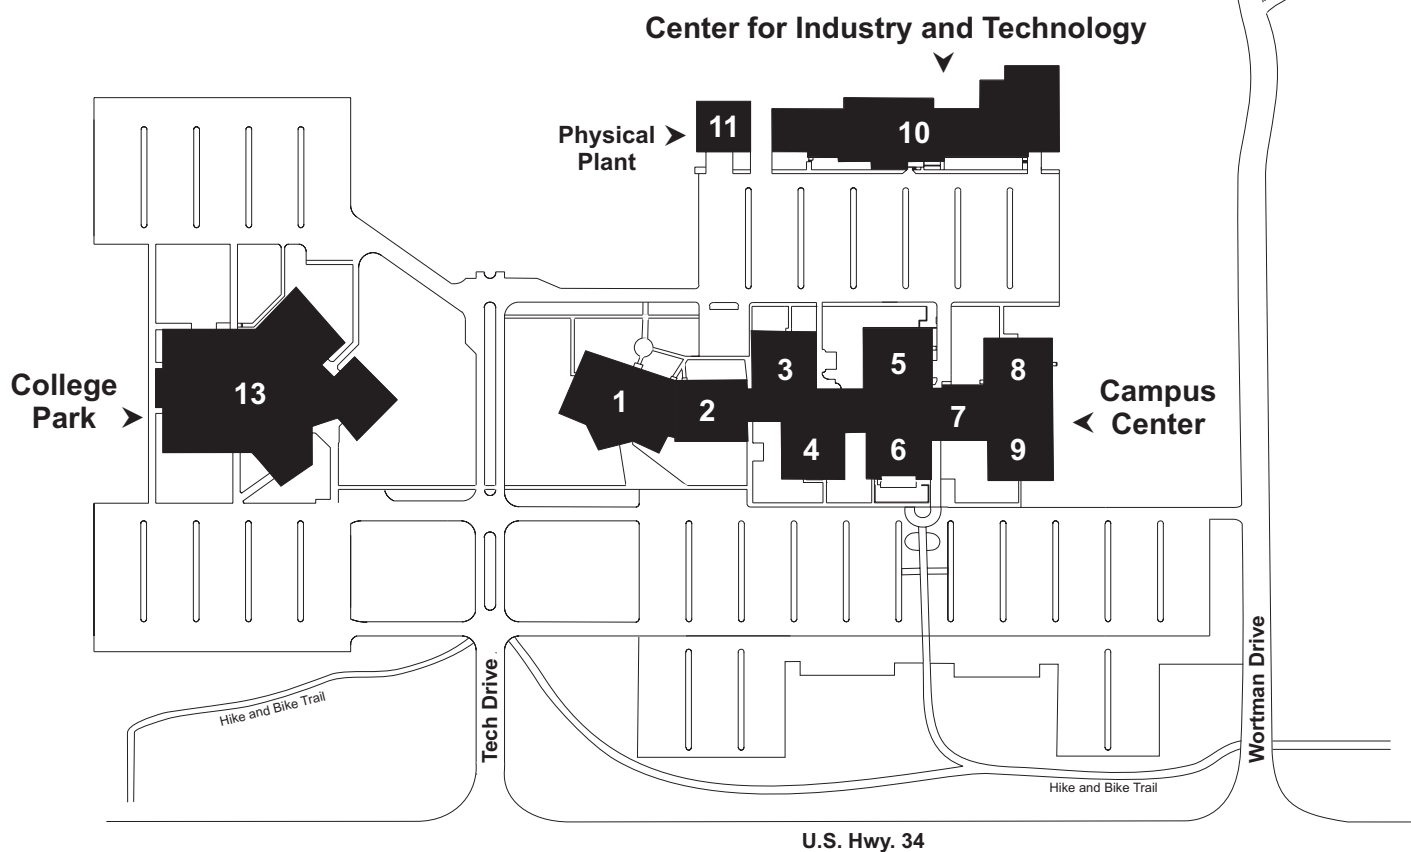 Center for Industry and Technology
Physical
Plant
11
10
College
Park
13
1
2
3
4
5
6
7
8
9
Campus
Center
Hike and Bike Trail
Tech Drive
Wortman Drive
Hike and Bike Trail
U.S. Hwy. 34